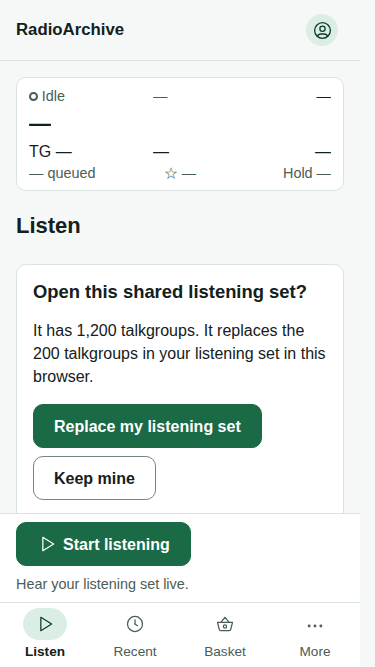 RadioArchive
Idle — —
—
TG — — —
— queued ☆ — Hold —
Listen
Open this shared listening set?
It has 1,200 talkgroups. It replaces the
200 talkgroups in your listening set in this
browser.
Replace my listening set
Keep mine
Start listening
Hear your listening set live.
Listen Recent Basket More